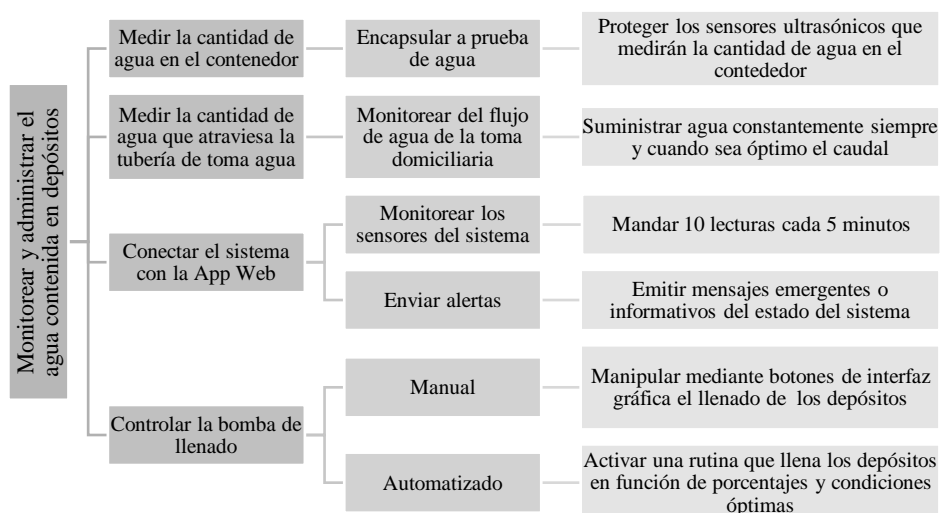 Monitorear y administrar el
agua contenida en depósitos
Medir la cantidad de
agua en el contenedor
Encapsular a prueba
de agua
Proteger los sensores ultrasónicos que
medirán la cantidad de agua en el
contededor
Medir la cantidad de
agua que atraviesa la
tubería de toma agua
Monitorear del flujo
de agua de la toma
domiciliaria
Suministrar agua constantemente siempre
y cuando sea óptimo el caudal
Conectar el sistema
con la App Web
Monitorear los
sensores del sistema
Mandar 10 lecturas cada 5 minutos
Enviar alertas
Emitir mensajes emergentes o
informativos del estado del sistema
Controlar la bomba de
llenado
Manual
Manipular mediante botones de interfaz
gráfica el llenado de los depósitos
Automatizado
Activar una rutina que llena los depósitos
en función de porcentajes y condiciones
óptimas